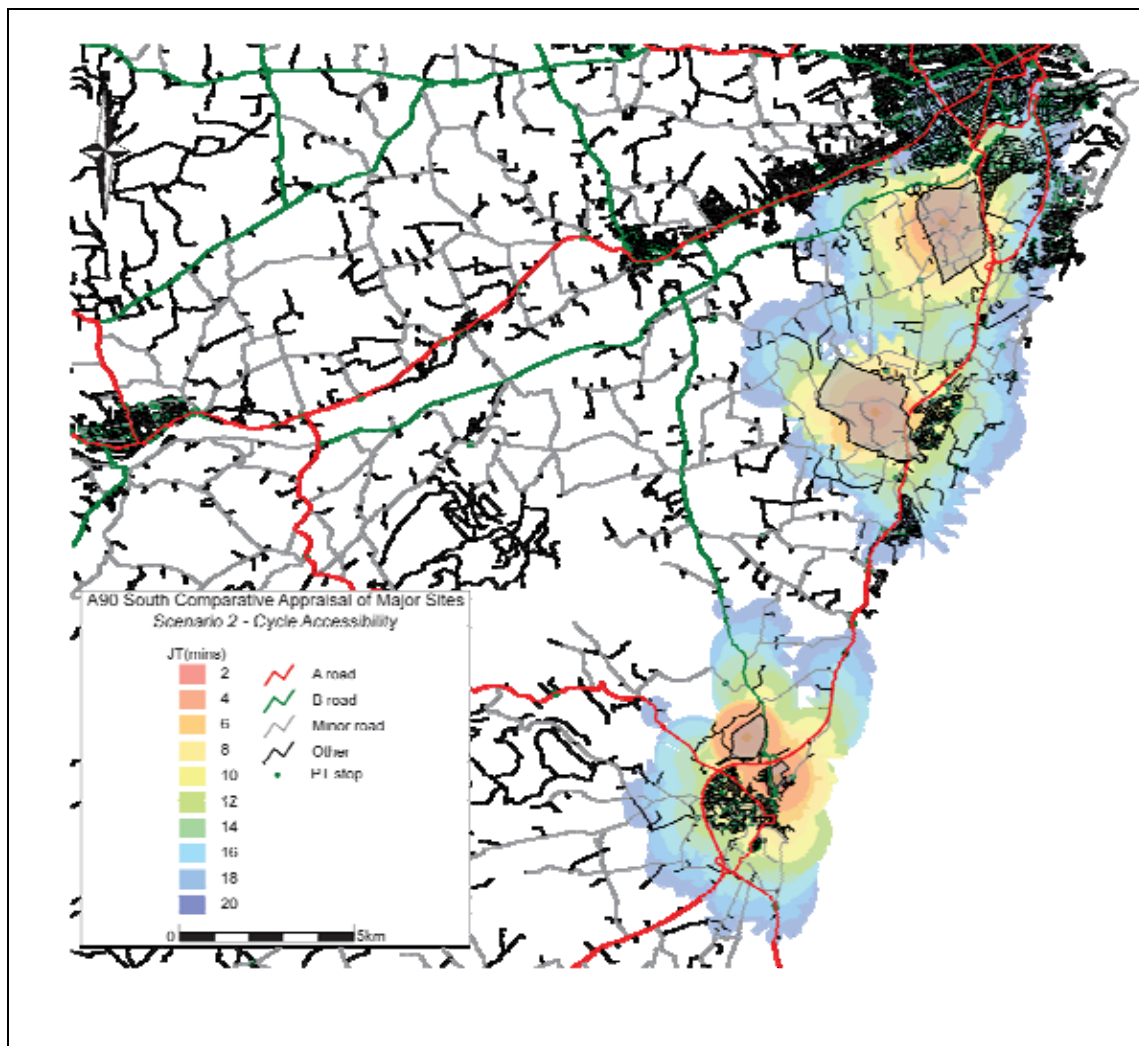 A90 South Comparative Appraisal of Major Sites
Scenario 2 - Cycle Accessibility
JT(mins)
2 A road
4 B road
6 Minor road
8 Other
10 PT stop
12
14
16
18
20
0 5km